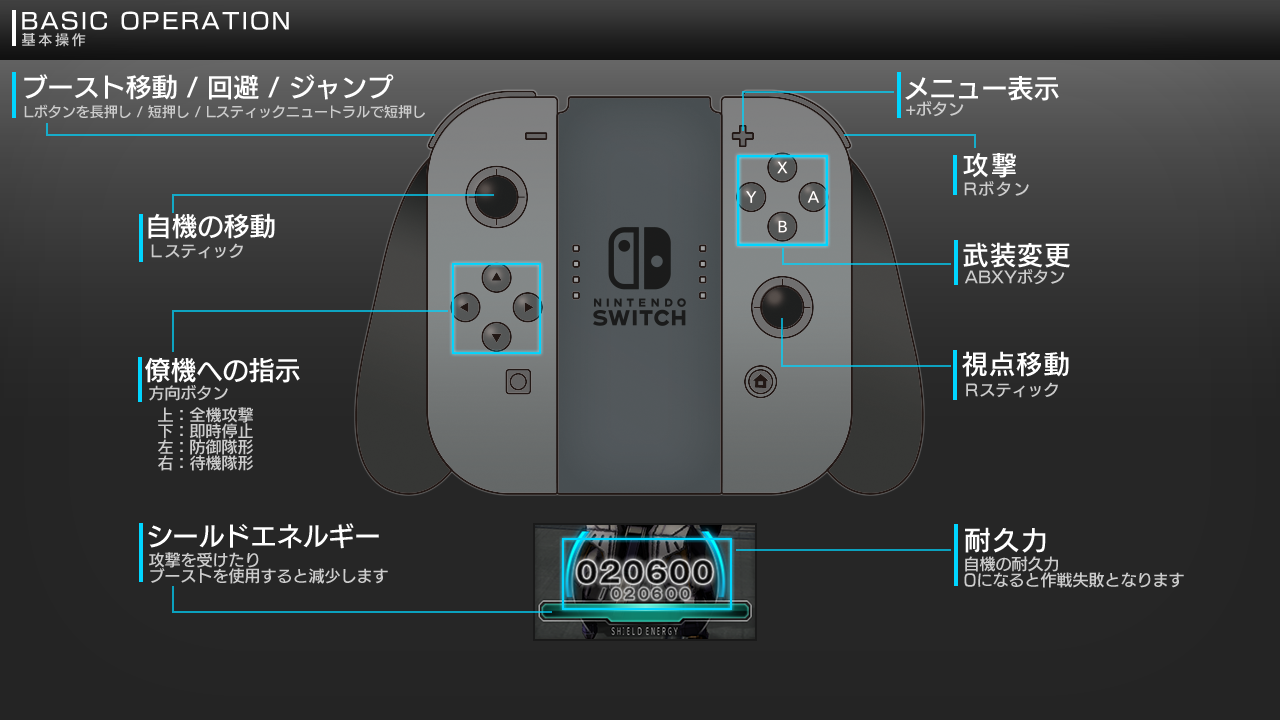 BASIC OPERATION
基本操作
ブースト移動 / 回避 / ジャンプ
Lボタンを長押し / 短押し / Lスティックニュートラルで短押し
メニュー表示
+ボタン
攻撃
Rボタン
自機の移動
Lスティック
武装変更
ABXYボタン
X
Y
A
B
NINTENDO
SWITCH
僚機への指示
方向ボタン
上：全機攻撃
下：即時停止
左：防御隊形
右：待機隊形
視点移動
Rスティック
シールドエネルギー
攻撃を受けたり
ブーストを使用すると減少します
020600
/020600
SHIELD ENERGY
耐久力
自機の耐久力
0になると作戦失敗となります